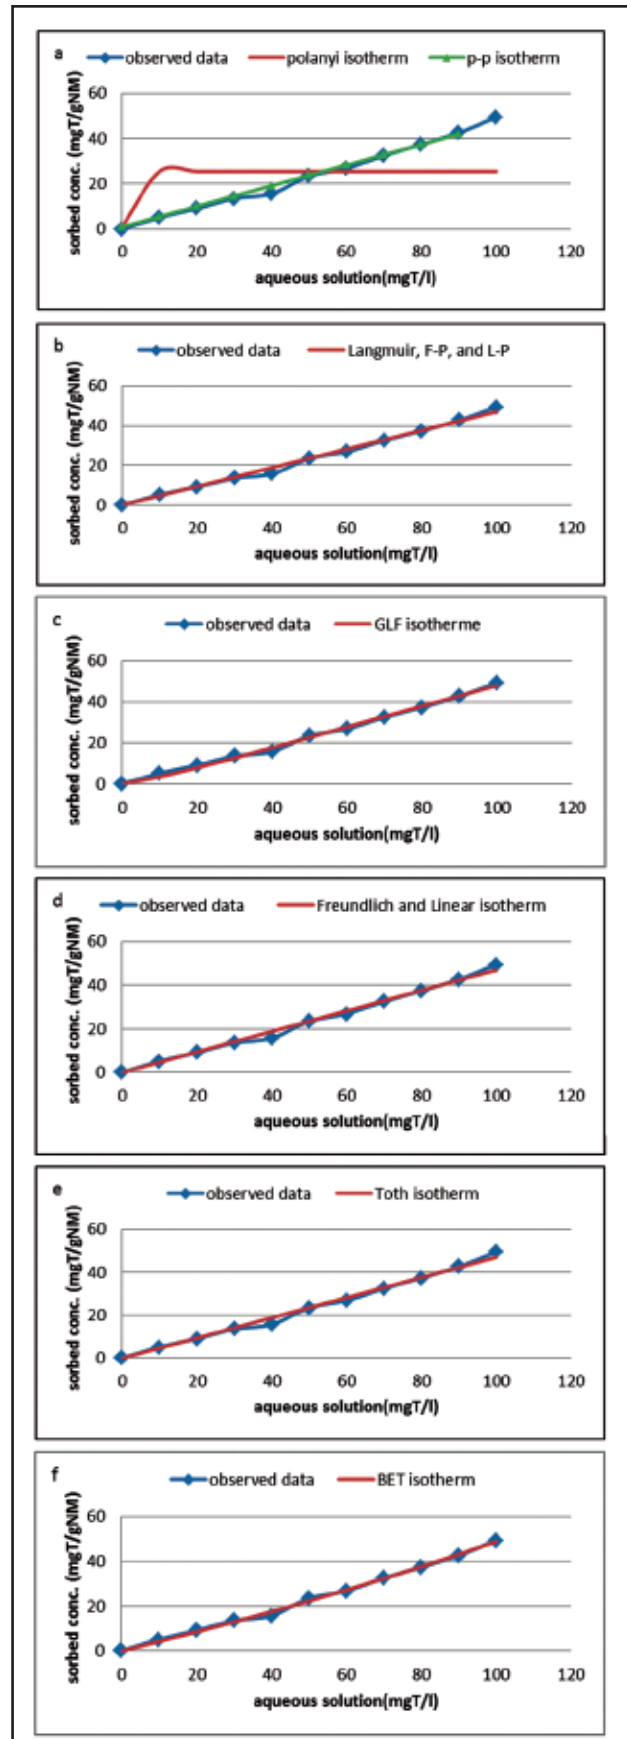 a
observed data polanyi isotherm p-p isotherm
sorbed conc. (mgT/gNM)
60
40
20
0
0 20 40 60 80 100 120
aqueous solution(mgT/l)
b
observed data Langmuir, F-P, and L-P
sorbed conc. (mgT/gNM)
60
40
20
0
0 20 40 60 80 100 120
aqueous solution(mgT/l)
c
observed data GLF isotherme
sorbed conc. (mgT/gNM)
60
40
20
0
0 20 40 60 80 100 120
aqueous solution(mgT/l)
d
observed data Freundlich and Linear isotherm
sorbed conc. (mgT/gNM)
60
40
20
0
0 20 40 60 80 100 120
aqueous solution(mgT/l)
e
observed data Toth isotherm
sorbed conc. (mgT/gNM)
60
40
20
0
0 20 40 60 80 100 120
aqueous solution(mgT/l)
f
observed data BET isotherm
sorbed conc. (mgT/gNM)
60
40
20
0
0 20 40 60 80 100 120
aqueous solution(mgT/l)